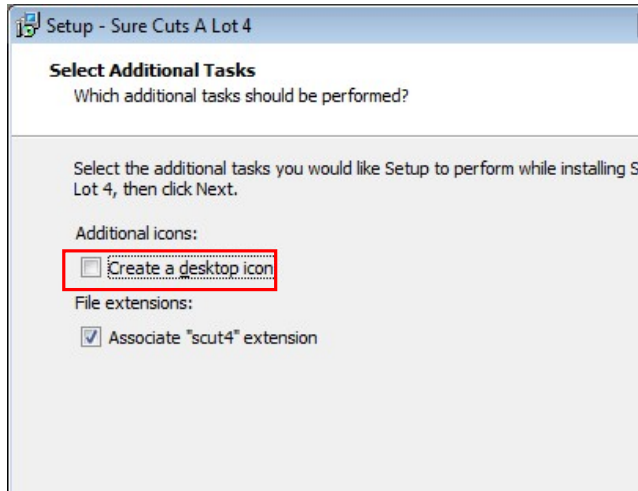 Setup - Sure Cuts A Lot 4
Select Additional Tasks
Which additional tasks should be performed?
Select the additional tasks you would like Setup to perform while installing S
Lot 4, then click Next.
Additional icons:
Create a desktop icon
File extensions:
Associate "scut4" extension